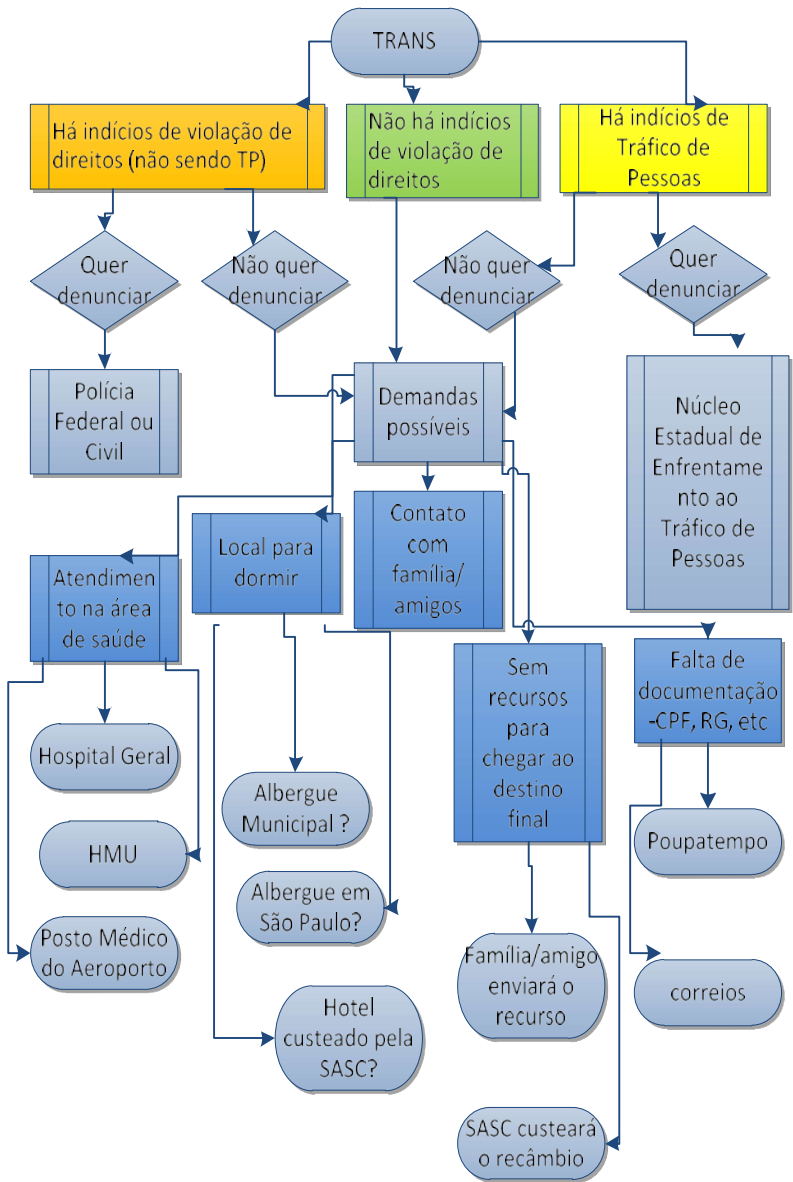 TRANS
Há indícios de violação de
direitos (não sendo TP)
Não há indícios
de violação de
direitos
Há indícios de
Tráfico de
Pessoas
Quer
denunciar
Não quer
denunciar
Não quer
denunciar
Quer
denunciar
Polícia
Federal ou
Civil
Demandas
possíveis
Núcleo
Estadual de
Enfrentame
nto ao
Tráfico de
Pessoas
Atendimen
to na área
de saúde
Local para
dormir
Contato
com
família/
amigos
Sem
recursos
para
chegar ao
destino
final
Falta de
documentação
-CPF, RG, etc
Hospital Geral
HMU
Posto Médico
do Aeroporto
Albergue
Municipal ?
Albergue em
São Paulo?
Hotel
custeado pela
SASC?
Família/amigo
enviará o
recurso
SASC custeará
o recâmbio
Poupatempo
correios